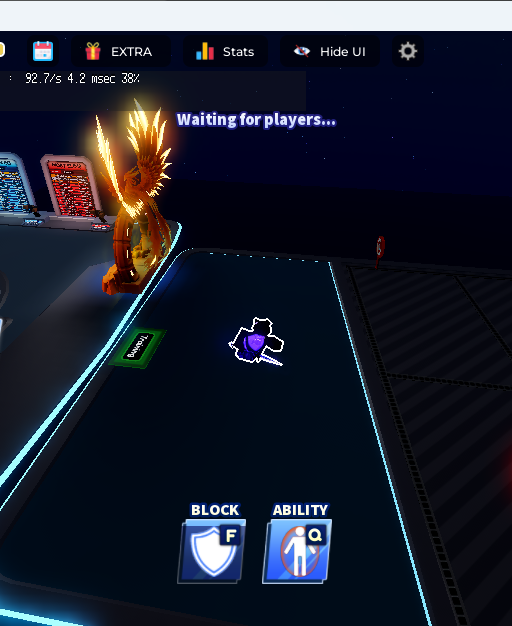 EXTRA
Stats
Hide UI
: 92.7/s 4.2 msec 38%
Waiting for players...
Training
BLOCK
ABILITY
F
Q